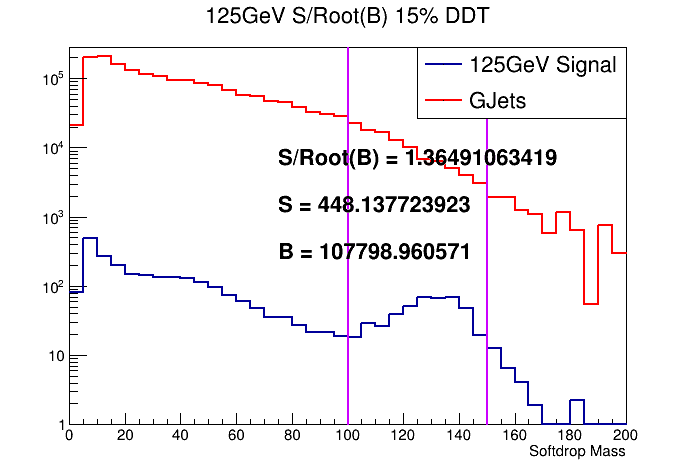 125GeV S/Root(B) 15% DDT
125GeV Signal
GJets
S/Root(B) = 1.36491063419
S = 448.137723923
B = 107798.960571
10^5
10^4
10^3
10^2
10
1
0 20 40 60 80 100 120 140 160 180 200
Softdrop Mass